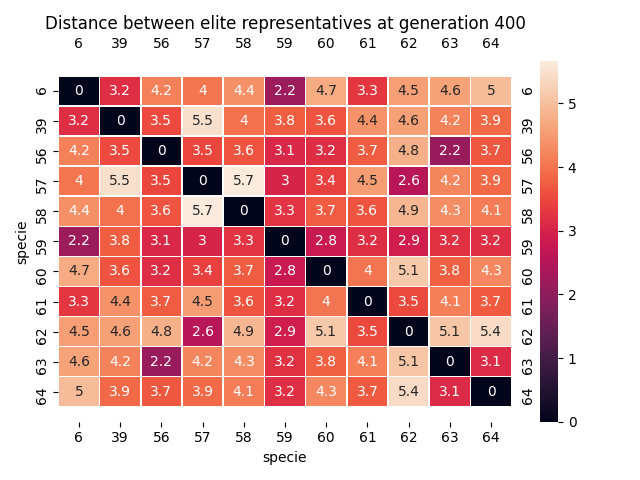 Distance between elite representatives at generation 400
6 39 56 57 58 59 60 61 62 63 64
6 0 3.2 4.2 4 4.4 2.2 4.7 3.3 4.5 4.6 5 6
39 3.2 0 3.5 5.5 4 3.8 3.6 4.4 4.6 4.2 3.9 39
56 4.2 3.5 0 3.5 3.6 3.1 3.2 3.7 4.8 2.2 3.7 56
57 4 5.5 3.5 0 5.7 3 3.4 4.5 2.6 4.2 3.9 57
58 4.4 4 3.6 5.7 0 3.3 3.7 3.6 4.9 4.3 4.1 58
59 2.2 3.8 3.1 3 3.3 0 2.8 3.2 2.9 3.2 3.2 59
60 4.7 3.6 3.2 3.4 3.7 2.8 0 4 5.1 3.8 4.3 60
61 3.3 4.4 3.7 4.5 3.6 3.2 4 0 3.5 4.1 3.7 61
62 4.5 4.6 4.8 2.6 4.9 2.9 5.1 3.5 0 5.1 5.4 62
63 4.6 4.2 2.2 4.2 4.3 3.2 3.8 4.1 5.1 0 3.1 63
64 5 3.9 3.7 3.9 4.1 3.2 4.3 3.7 5.4 3.1 0 64
6 39 56 57 58 59 60 61 62 63 64
specie
specie
5
4
3
2
1
0